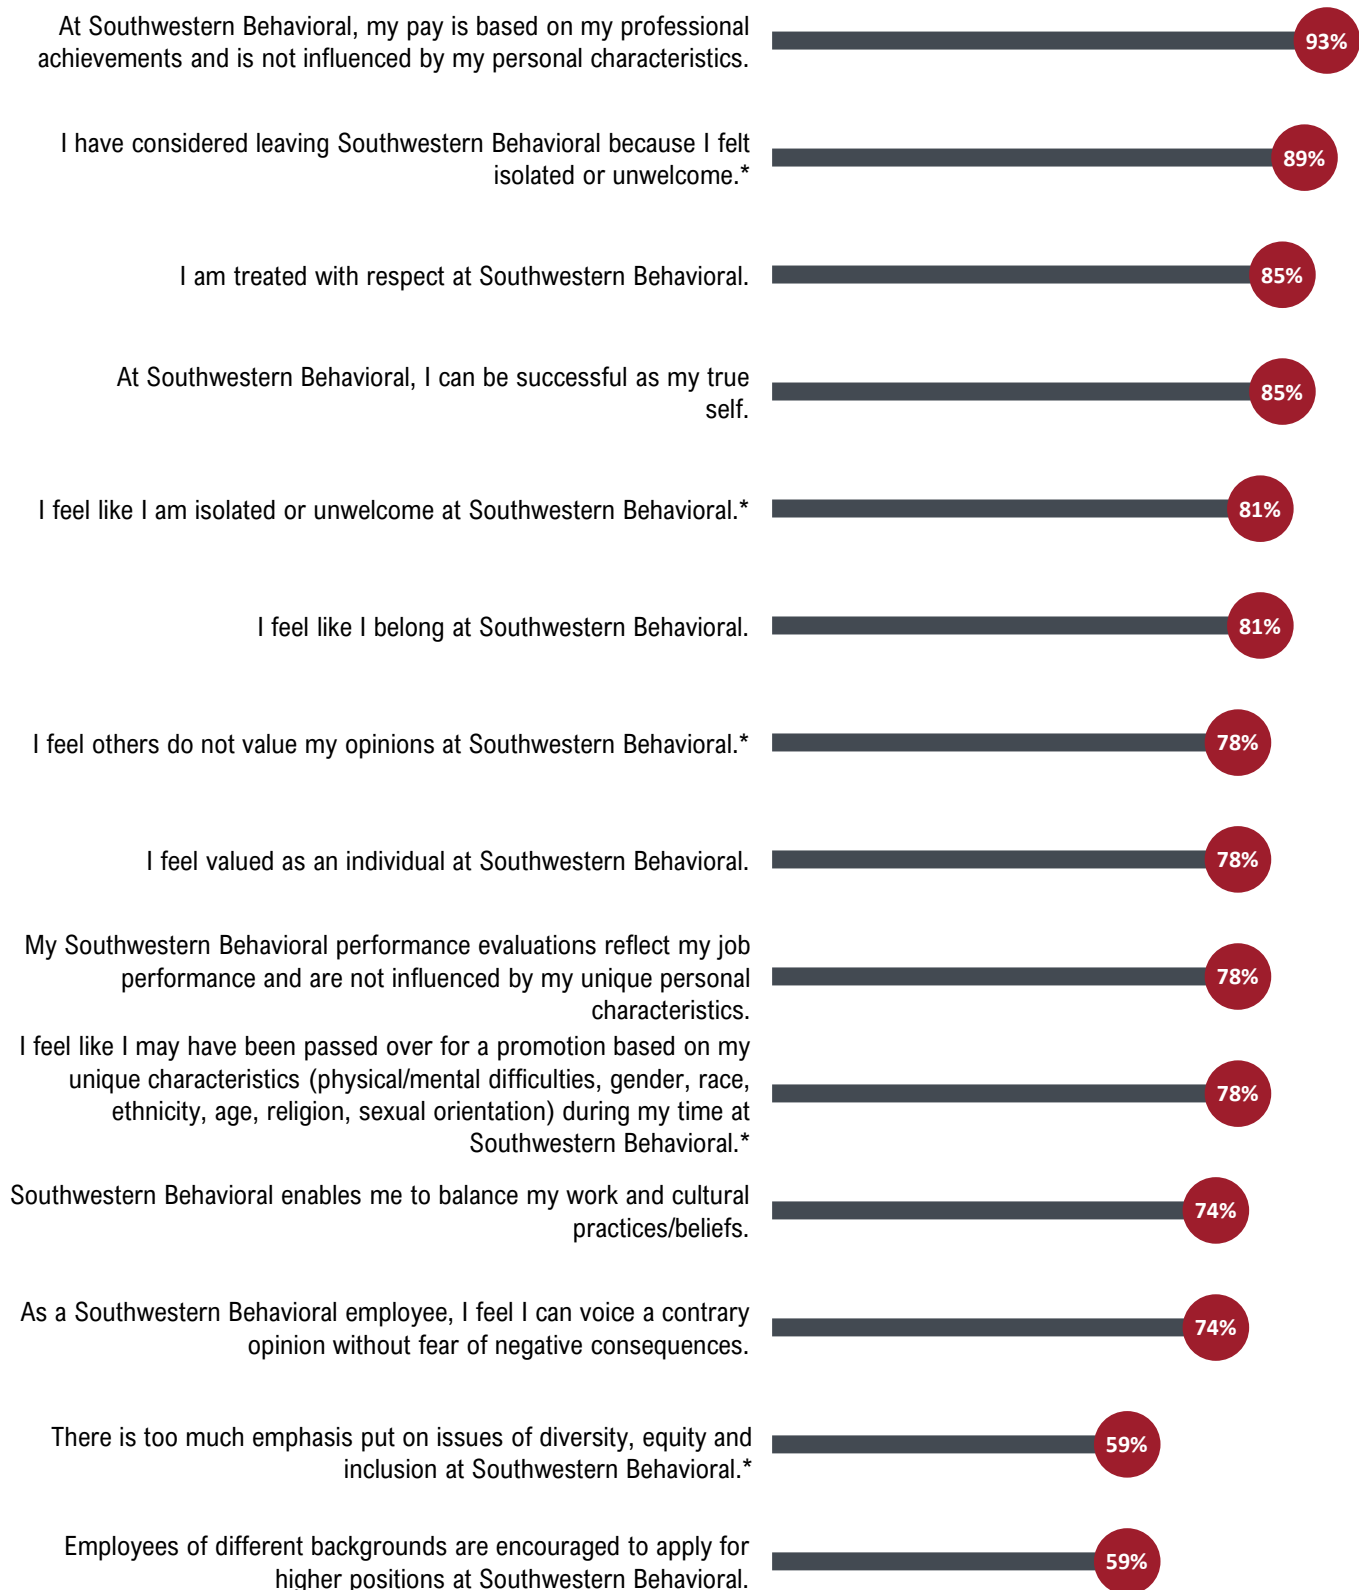 At Southwestern Behavioral, my pay is based on my professional
achievements and is not influenced by my personal characteristics.
93%
I have considered leaving Southwestern Behavioral because I felt
isolated or unwelcome.*
89%
I am treated with respect at Southwestern Behavioral.
85%
At Southwestern Behavioral, I can be successful as my true
self.
85%
I feel like I am isolated or unwelcome at Southwestern Behavioral.*
81%
I feel like I belong at Southwestern Behavioral.
81%
I feel others do not value my opinions at Southwestern Behavioral.*
78%
I feel valued as an individual at Southwestern Behavioral.
78%
My Southwestern Behavioral performance evaluations reflect my job
performance and are not influenced by my unique personal
characteristics.
78%
I feel like I may have been passed over for a promotion based on my
unique characteristics (physical/mental difficulties, gender, race,
ethnicity, age, religion, sexual orientation) during my time at
Southwestern Behavioral.*
78%
Southwestern Behavioral enables me to balance my work and cultural
practices/beliefs.
74%
As a Southwestern Behavioral employee, I feel I can voice a contrary
opinion without fear of negative consequences.
74%
There is too much emphasis put on issues of diversity, equity and
inclusion at Southwestern Behavioral.*
59%
Employees of different backgrounds are encouraged to apply for
higher positions at Southwestern Behavioral.
59%